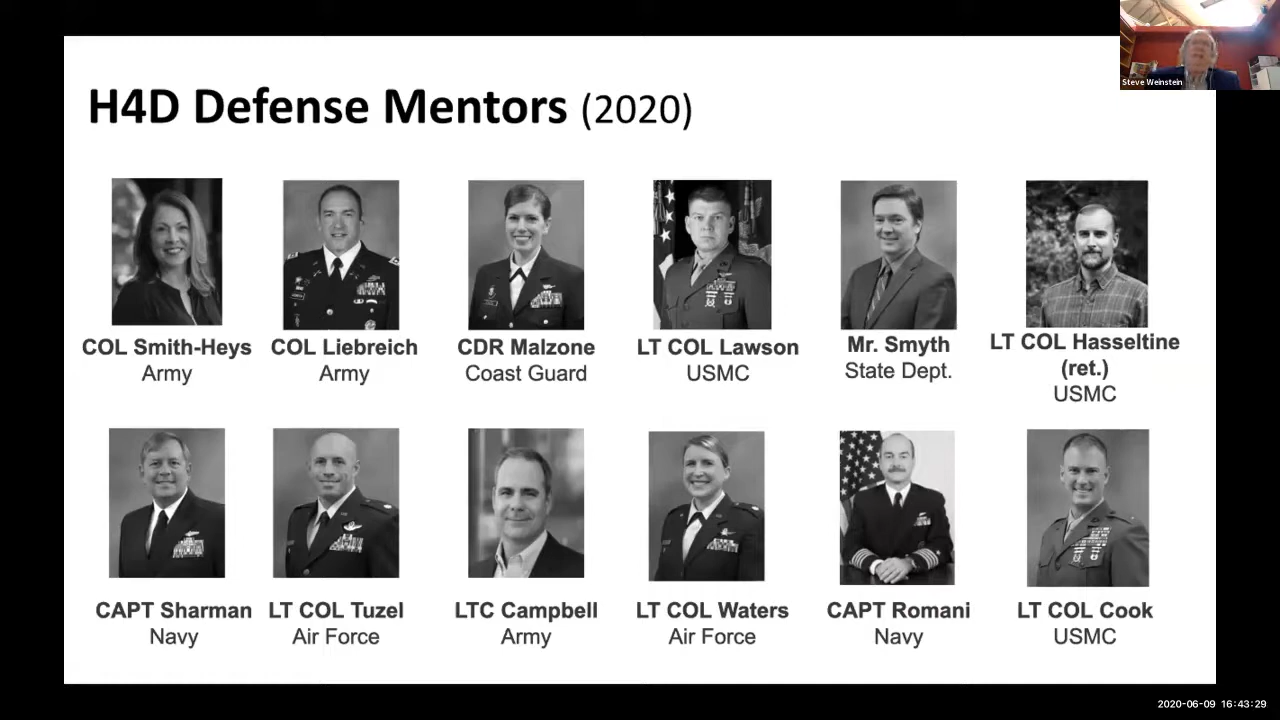 Steve Weinstein
H4D Defense Mentors (2020)
COL Smith-Heys
Army
COL Liebreich
Army
CDR Malzone
Coast Guard
LT COL Lawson
USMC
Mr. Smyth
State Dept.
LT COL Hasseltine
(ret.)
USMC
CAPT Sharman
Navy
LT COL Tuzel
Air Force
LTC Campbell
Army
LT COL Waters
Air Force
CAPT Romani
Navy
LT COL Cook
USMC
2020-06-09 16:43:29